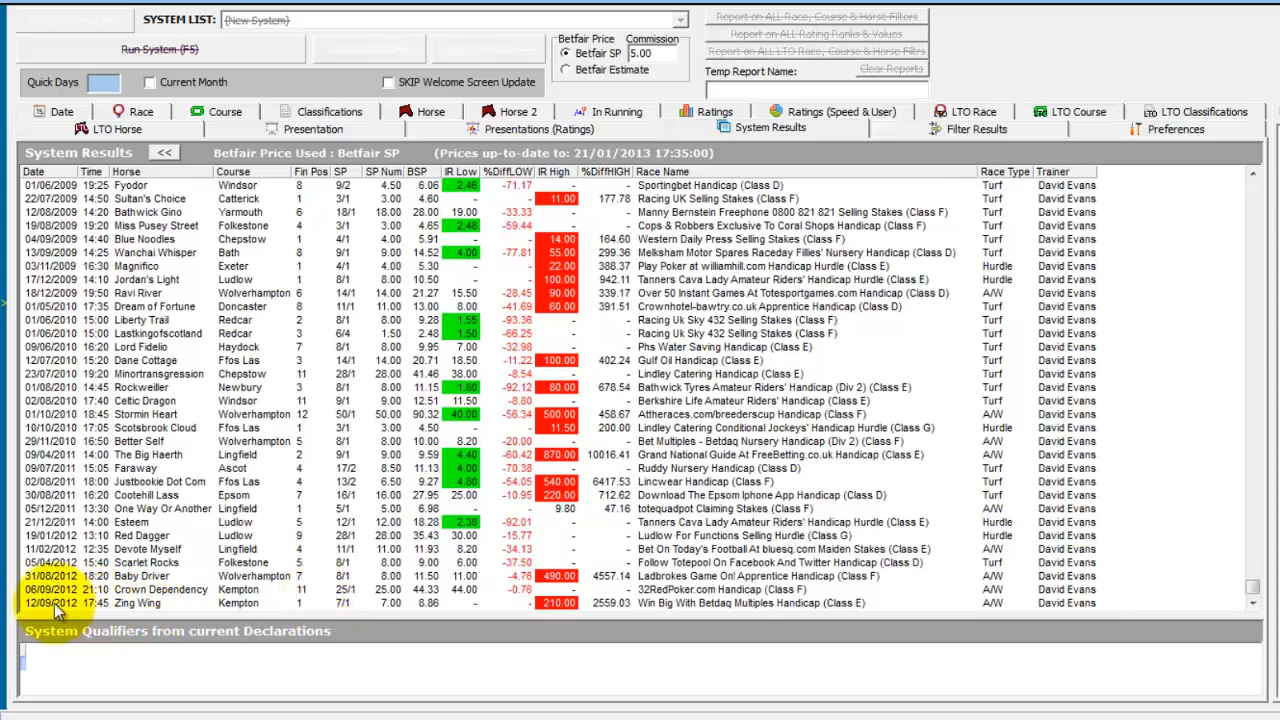 SYSTEM LIST: {New System}
Run System (F5)
Quick Days Current Month SKIP Welcome Screen Update
Betfair Price Commission
Betfair SP 5.00
Betfair Estimate
Report on ALL Race, Course & Horse Filters
Report on ALL Rating Ranks & Values
Report on ALL LTO Race, Course & Horse Filtrs
Temp Report Name: Clear Reports
Date Race Course Classifications Horse Horse 2 In Running Ratings Ratings (Speed & User) LTO Race LTO Course LTO Classifications
LTO Horse Presentation Presentations (Ratings) System Results Filter Results Preferences
System Results << Betfair Price Used : Betfair SP (Prices up-to-date to: 21/01/2013 17:35:00)
Date Time Horse Course Fin Pos SP SP Num BSP IR Low %DiffLOW IR High %DiffHIGH Race Name Race Type Trainer
01/06/2009 19:25 Fyodor Windsor 8 9/2 4.50 6.06 2.46 -71.17 - - Sportingbet Handicap (Class D) Turf David Evans
22/07/2009 14:50 Sultan's Choice Catterick 1 3/1 3.00 4.60 - - 11.00 177.78 Racing UK Selling Stakes (Class F) Turf David Evans
12/08/2009 14:20 Bathwick Gino Yarmouth 6 18/1 18.00 28.00 19.00 -33.33 - - Manny Bernstein Freephone 0800 821 821 Selling Stakes (Class F) Turf David Evans
19/08/2009 14:20 Miss Pusey Street Folkestone 4 3/1 3.00 4.65 2.48 -59.44 - - Cops & Robbers Exclusive To Coral Shops Handicap (Class F) Turf David Evans
04/09/2009 14:40 Blue Noodles Chepstow 1 4/1 4.00 5.91 - - 14.00 164.60 Western Daily Press Selling Stakes (Class F) Turf David Evans
13/09/2009 14:25 Wanchai Whisper Bath 8 9/1 9.00 14.52 4.00 -77.81 55.00 299.36 Melksham Motor Spares Raceday Fillies' Nursery Handicap (Class D) Turf David Evans
03/11/2009 16:30 Magnifico Exeter 1 4/1 4.00 5.30 - - 22.00 388.37 Play Poker at williamhill.com Handicap Hurdle (Class E) Hurdle David Evans
17/12/2009 14:10 Jordan's Light Ludlow 1 8/1 8.00 10.50 - - 100.00 942.11 Tanners Cava Lady Amateur Riders' Handicap Hurdle (Class E) Hurdle David Evans
18/12/2009 19:50 Ravi River Wolverhampton 6 14/1 14.00 21.27 15.50 -28.45 90.00 339.17 Over 50 Instant Games At Totesportgames.com Handicap (Class D) A/W David Evans
01/05/2010 17:35 Dream of Fortune Doncaster 8 11/1 11.00 13.00 8.00 -41.69 60.00 391.51 Crownhotel-bawtry.co.uk Apprentice Handicap (Class D) Turf David Evans
01/06/2010 15:00 Liberty Trail Redcar 2 8/1 8.00 9.28 1.55 -93.36 - - Racing Uk Sky 432 Selling Stakes (Class F) Turf David Evans
01/06/2010 15:00 Lastkingofscotland Redcar 3 6/4 1.50 2.48 1.50 -66.25 - - Racing Uk Sky 432 Selling Stakes (Class F) Turf David Evans
09/06/2010 19:00 Lord Fidelio Haydock 7 8/1 8.00 9.95 7.00 -32.98 - - Phs Water Saving Handicap (Class E) Turf David Evans
12/07/2010 15:20 Dane Cottage Ffos Las 3 14/1 14.00 20.71 18.50 -11.22 100.00 402.24 Gulf Oil Handicap (Class E) Turf David Evans
23/07/2010 19:20 Minortransgression Chepstow 11 28/1 28.00 41.46 38.00 -8.54 - - Lindley Catering Handicap (Class E) Turf David Evans
01/08/2010 14:45 Rockweiller Newbury 3 8/1 8.00 11.15 1.80 -92.12 80.00 678.54 Bathwick Tyres Amateur Riders' Handicap (Div 2) (Class E) Turf David Evans
02/08/2010 17:40 Celtic Dragon Windsor 11 9/1 9.00 12.51 11.50 -8.80 - - Berkshire Life Amateur Riders' Handicap (Class E) Turf David Evans
01/10/2010 18:45 Stormin Heart Wolverhampton 12 50/1 50.00 90.32 40.00 -56.34 500.00 458.67 Attheraces.com/breederscup Handicap (Class F) A/W David Evans
10/10/2010 17:05 Scotsbrook Cloud Ffos Las 1 3/1 3.00 4.50 - - 11.50 200.00 Lindley Catering Conditional Jockeys' Handicap Hurdle (Class G) Hurdle David Evans
29/11/2010 16:50 Better Self Wolverhampton 5 9/1 9.00 10.00 8.20 -20.00 - - Bet Multiples - Betdaq Nursery Handicap (Div 2) (Class F) A/W David Evans
09/04/2011 14:00 The Big Haerth Lingfield 2 9/1 9.00 9.59 4.40 -60.42 870.00 10016.41 Grand National Guide At FreeBetting.co.uk Handicap (Class E) A/W David Evans
09/07/2011 15:05 Faraway Ascot 4 17/2 8.50 11.13 4.00 -70.38 - - Ruddy Nursery Handicap (Class D) Turf David Evans
02/08/2011 18:25 Justbookie Dot Com Ffos Las 4 13/2 6.50 9.27 4.80 -54.05 540.00 6417.53 Lincwear Handicap (Class F) Turf David Evans
30/08/2011 16:20 Cootehill Lass Epsom 7 16/1 16.00 27.95 25.00 -10.95 220.00 712.62 Download The Epsom Iphone App Handicap (Class D) Turf David Evans
05/12/2011 13:30 One Way Or Another Lingfield 1 5/1 5.00 6.98 - - 9.80 47.16 totequadpot Claiming Stakes (Class F) A/W David Evans
21/12/2011 14:00 Esteem Ludlow 5 12/1 12.00 18.28 2.38 -92.01 - - Tanners Cava Lady Amateur Riders' Handicap Hurdle (Class E) Hurdle David Evans
19/01/2012 13:10 Red Dagger Ludlow 9 28/1 28.00 35.43 30.00 -15.77 - - Ludlow For Functions Selling Hurdle (Class G) Hurdle David Evans
11/02/2012 12:35 Devote Myself Lingfield 4 11/1 11.00 11.93 8.20 -34.13 - - Bet On Today's Football At bluesq.com Maiden Stakes (Class E) A/W David Evans
05/04/2012 15:40 Scarlet Rocks Folkestone 2 8/1 8.00 9.00 6.00 -37.50 - - Follow Totepool On Facebook And Twitter Handicap (Class F) Turf David Evans
31/08/2012 18:20 Baby Driver Wolverhampton 7 8/1 8.00 11.50 11.00 -4.76 490.00 4557.14 Ladbrokes Game On! Apprentice Handicap (Class F) A/W David Evans
06/09/2012 21:10 Crown Dependency Kempton 11 25/1 25.00 44.33 44.00 -0.76 - - 32RedPoker.com Handicap (Class F) A/W David Evans
12/09/2012 17:45 Zing Wing Kempton 1 7/1 7.00 8.86 - - 210.00 2559.03 Win Big With Betdaq Multiples Handicap (Class E) A/W David Evans
System Qualifiers from current Declarations